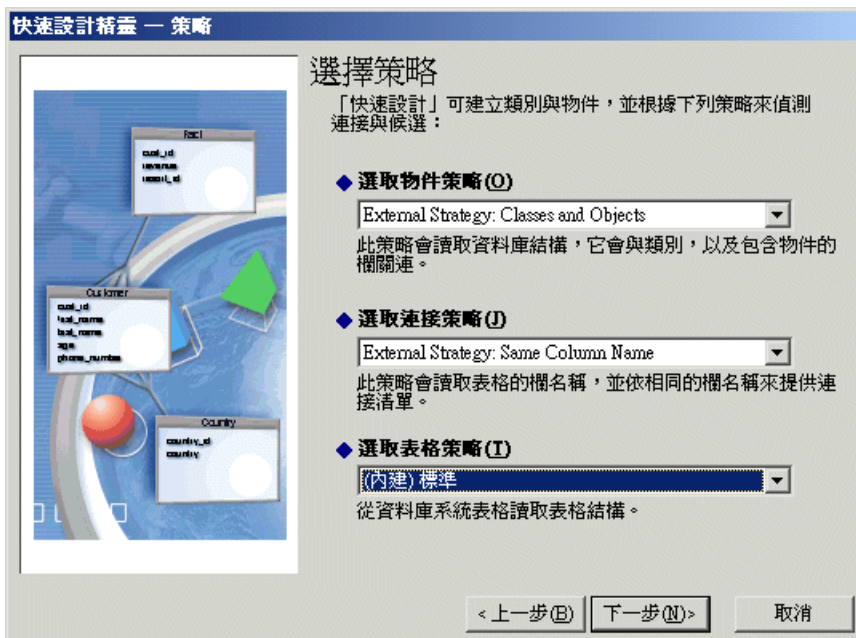 快速設計精靈 — 策略
選擇策略
「快速設計」可建立類別與物件，並根據下列策略來偵測
連接與候選：
選取物件策略(O)
External Strategy: Classes and Objects
此策略會讀取資料庫結構，它會與類別，以及包含物件的
欄關連。
選取連接策略(J)
External Strategy: Same Column Name
此策略會讀取表格的欄名稱，並依相同的欄名稱來提供連
接清單。
選取表格策略(T)
(內建) 標準
從資料庫系統表格讀取表格結構。
Fact
cust_id
revenue
resort_id
Customer
cust_id
last_name
age
phone_number
Country
country_id
country
<上一步(B)
下一步(N)>
取消